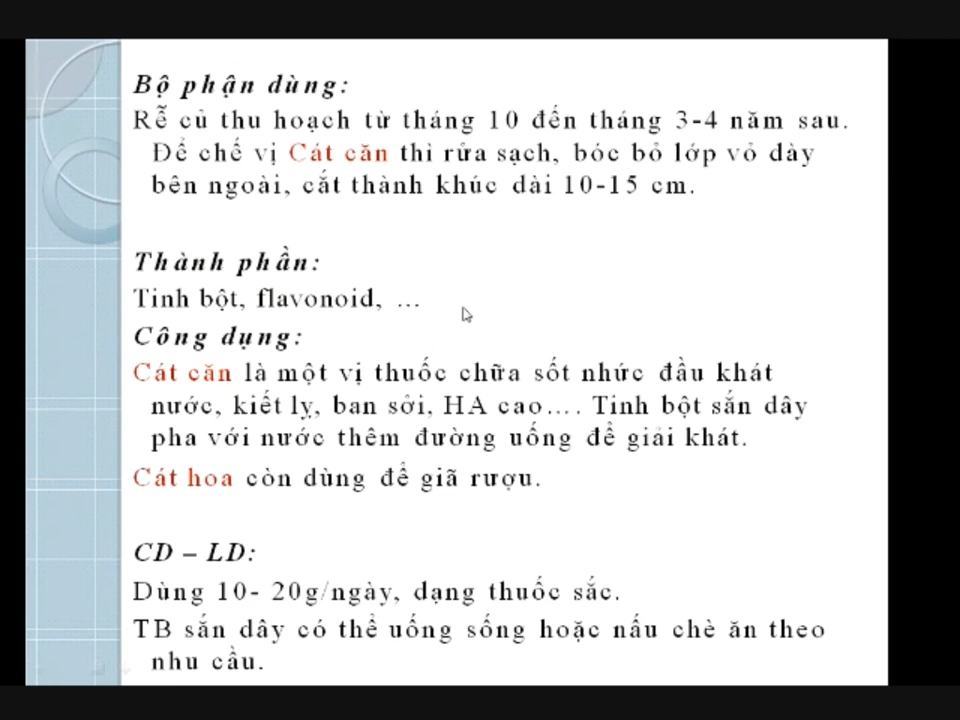 Bộ phận dùng:
Rễ củ thu hoạch từ tháng 10 đến tháng 3-4 năm sau.
Để chế vị Cát căn thì rửa sạch, bóc bỏ lớp vỏ dày
bên ngoài, cắt thành khúc dài 10-15 cm.
Thành phần:
Tinh bột, flavonoid, ...
Công dụng:
Cát căn là một vị thuốc chữa sốt nhức đầu khát
nước, kiết lỵ, ban sởi, HA cao…. Tinh bột sắn dây
pha với nước thêm đường uống để giải khát.
Cát hoa còn dùng để giã rượu.
CD – LD:
Dùng 10- 20g/ngày, dạng thuốc sắc.
TB sắn dây có thể uống sống hoặc nấu chè ăn theo
nhu cầu.